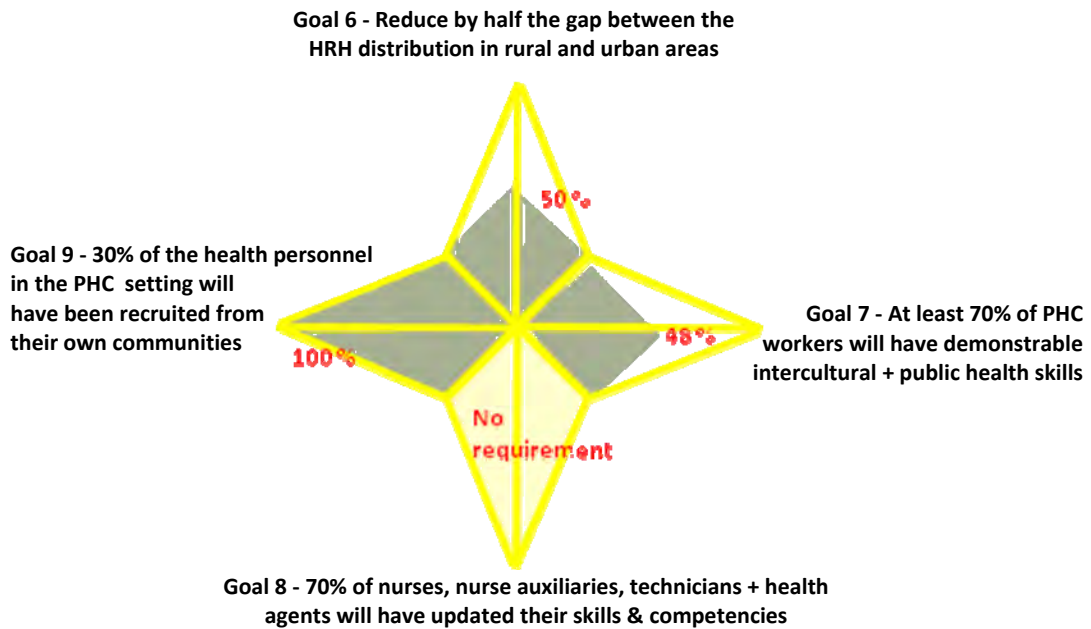 Goal 6 - Reduce by half the gap between the
HRH distribution in rural and urban areas
50%
Goal 9 - 30% of the health personnel
in the PHC setting will
have been recruited from
their own communities
100%
48%
Goal 7 - At least 70% of PHC
workers will have demonstrable
intercultural + public health skills
No
requirement
Goal 8 - 70% of nurses, nurse auxiliaries, technicians + health
agents will have updated their skills & competencies